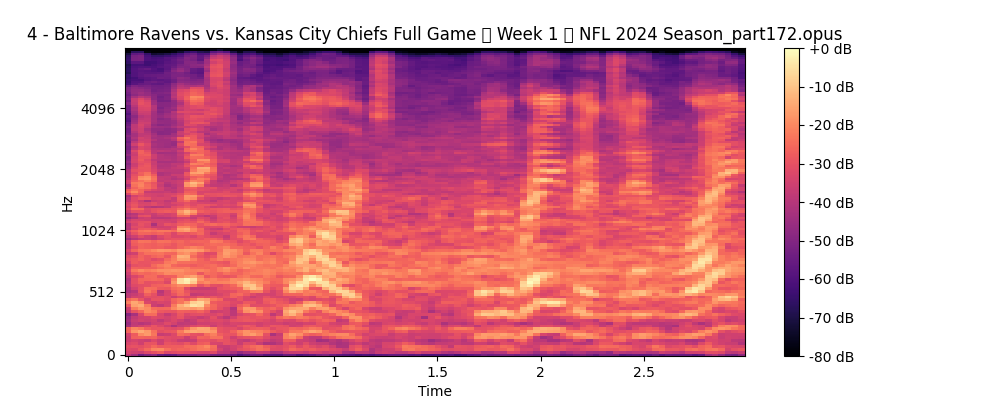 4 - Baltimore Ravens vs. Kansas City Chiefs Full Game ▯ Week 1 ▯ NFL 2024 Season_part172.opus
+0 dB
-10 dB
-20 dB
-30 dB
-40 dB
-50 dB
-60 dB
-70 dB
-80 dB
Hz
4096
2048
1024
512
0
0
0.5
1
1.5
2
2.5
Time